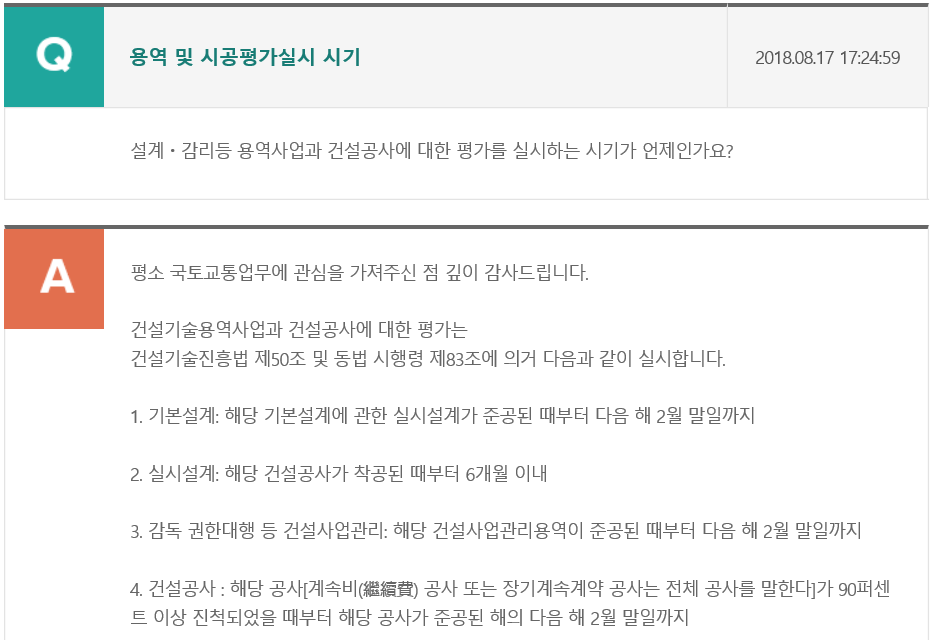 Q
용역 및 시공평가실시 시기
2018.08.17 17:24:59
설계・감리등 용역사업과 건설공사에 대한 평가를 실시하는 시기가 언제인가요?
A
평소 국토교통업무에 관심을 가져주신 점 깊이 감사드립니다.
건설기술용역사업과 건설공사에 대한 평가는
건설기술진흥법 제50조 및 동법 시행령 제83조에 의거 다음과 같이 실시합니다.
1. 기본설계: 해당 기본설계에 관한 실시설계가 준공된 때부터 다음 해 2월 말일까지
2. 실시설계: 해당 건설공사가 착공된 때부터 6개월 이내
3. 감독 권한대행 등 건설사업관리: 해당 건설사업관리용역이 준공된 때부터 다음 해 2월 말일까지
4. 건설공사 : 해당 공사[계속비(繼續費) 공사 또는 장기계속계약 공사는 전체 공사를 말한다]가 90퍼센
트 이상 진척되었을 때부터 해당 공사가 준공된 해의 다음 해 2월 말일까지